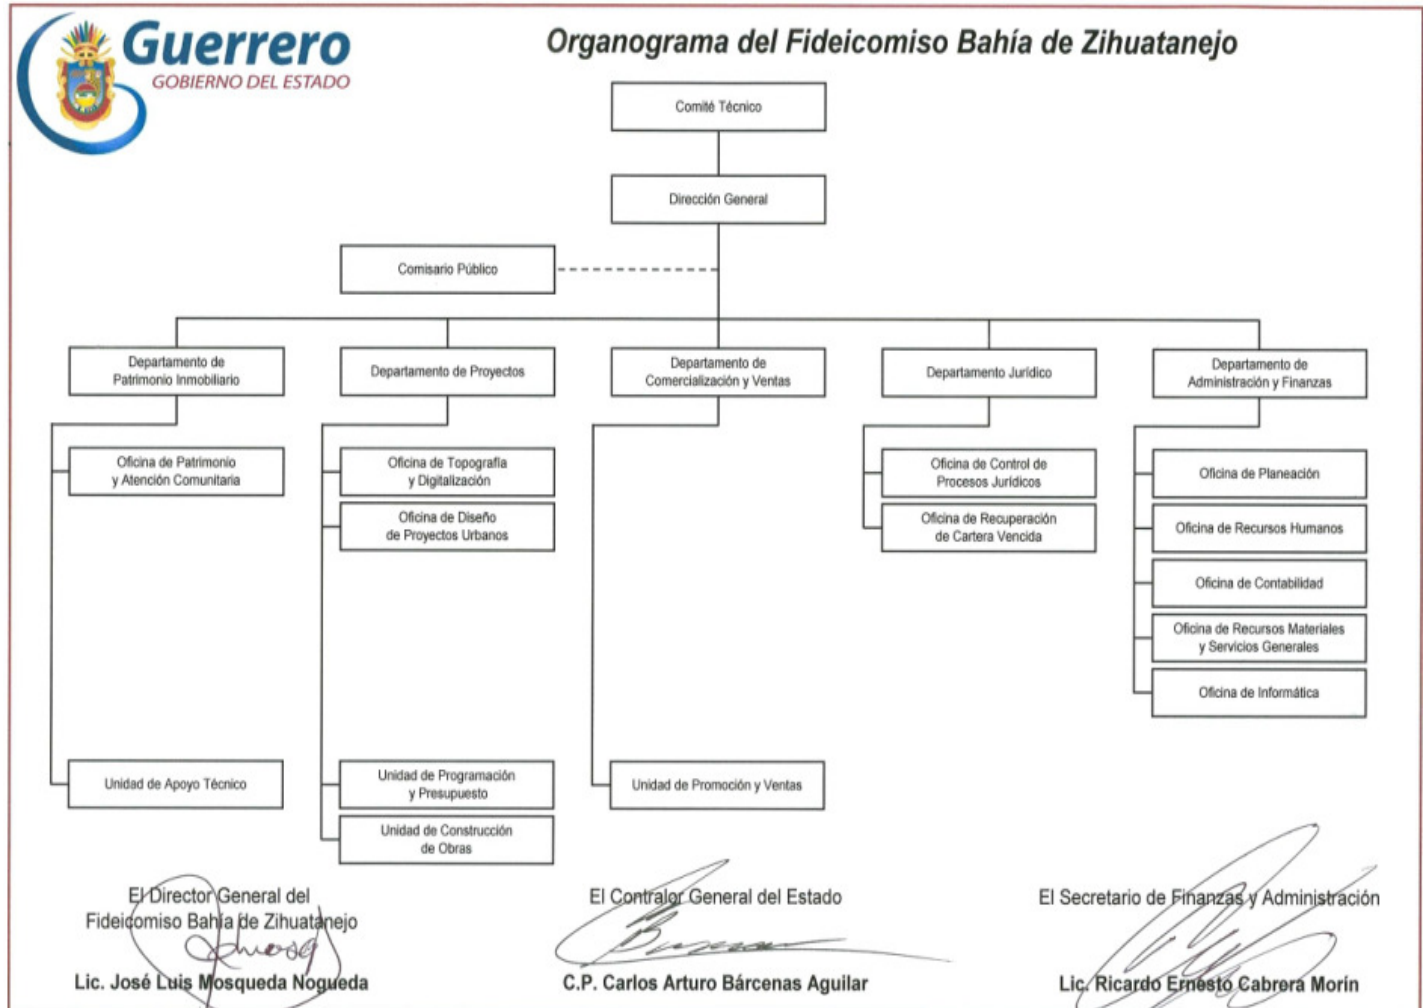 Guerrero
GOBIERNO DEL ESTADO
Organograma del Fideicomiso Bahía de Zihuatanejo
Comité Técnico
Dirección General
Comisario Público
Departamento de
Patrimonio Inmobiliario
Departamento de Proyectos
Departamento de
Comercialización y Ventas
Departamento Jurídico
Departamento de
Administración y Finanzas
Oficina de Patrimonio
y Atención Comunitaria
Oficina de Topografía
y Digitalización
Oficina de Diseño
de Proyectos Urbanos
Oficina de Control de
Procesos Jurídicos
Oficina de Recuperación
de Cartera Vencida
Oficina de Planeación
Oficina de Recursos Humanos
Oficina de Contabilidad
Oficina de Recursos Materiales
y Servicios Generales
Oficina de Informática
Unidad de Apoyo Técnico
Unidad de Programación
y Presupuesto
Unidad de Construcción
de Obras
Unidad de Promoción y Ventas
El Director General del
Fideicomiso Bahía de Zihuatanejo
Lic. José Luis Mosqueda Nogueda
El Contralor General del Estado
C.P. Carlos Arturo Bárcenas Aguilar
El Secretario de Finanzas y Administración
Lic. Ricardo Ernesto Cabrera Morín